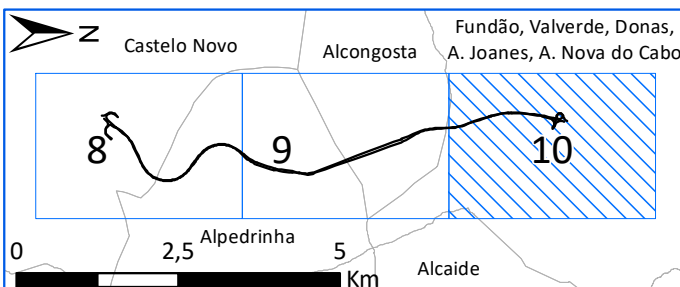 N
Castelo Novo
Alcongosta
Fundão, Valverde, Donas,
A. Joanes, A. Nova do Cabo
8
9
10
Alpedrinha
Alcaide
0
2,5
5
Km